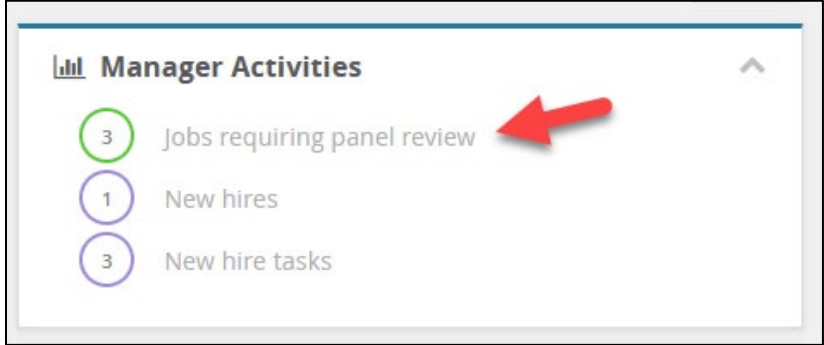 Manager Activities
3 Jobs requiring panel review
1 New hires
3 New hire tasks